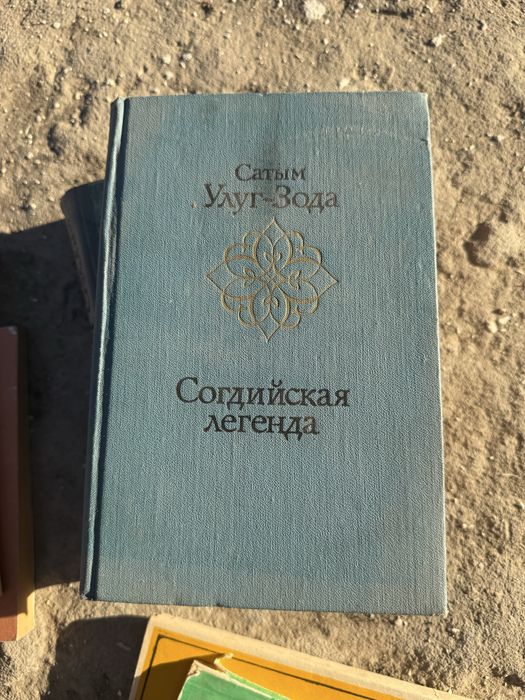 Сатым
Улуг-Зода
Согдийская
легенда